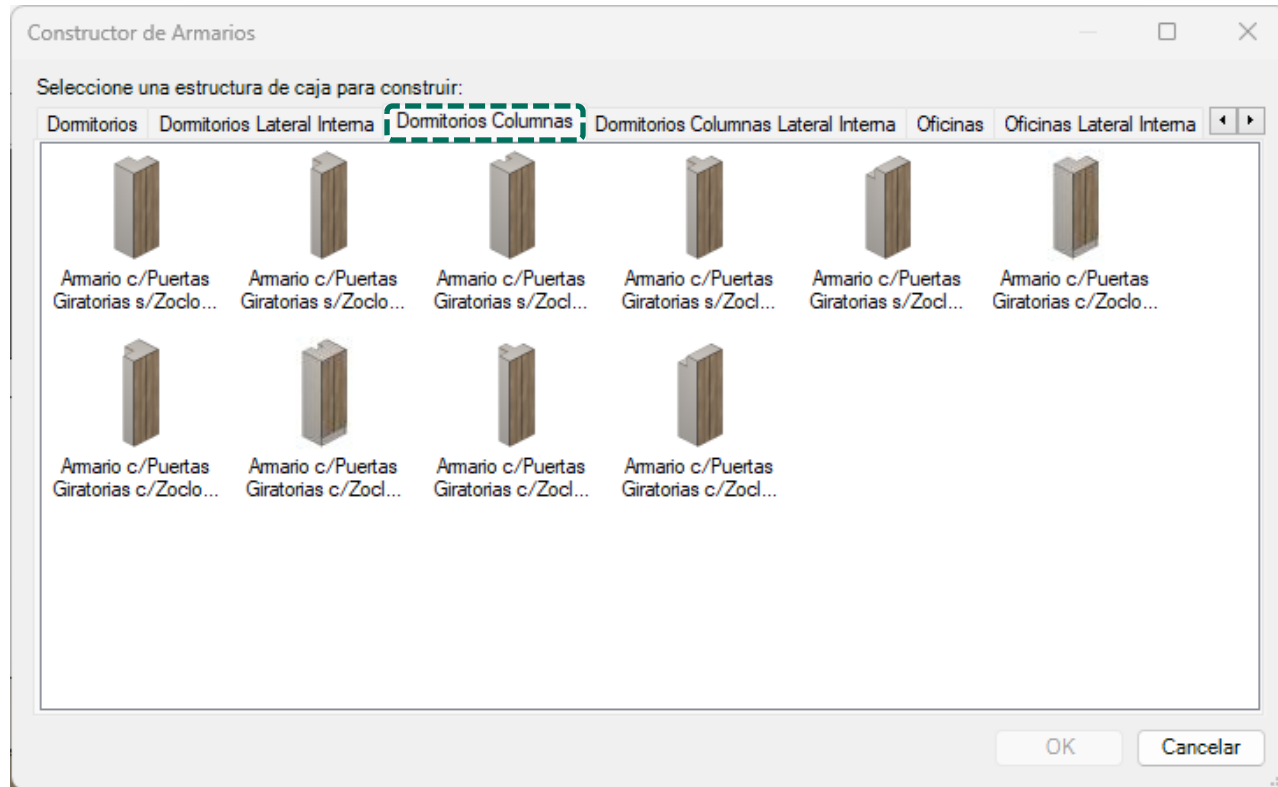 Constructor de Armarios
Seleccione una estructura de caja para construir:
Dormitorios Dormitorios Lateral Interna Dormitorios Columnas Dormitorios Columnas Lateral Interna Oficinas Oficinas Lateral Interna
Armario c/Puertas Armario c/Puertas Armario c/Puertas Armario c/Puertas Armario c/Puertas Armario c/Puertas
Giratorias s/Zoclo... Giratorias s/Zoclo... Giratorias s/Zocl... Giratorias s/Zocl... Giratorias s/Zocl... Giratorias c/Zoclo...
Armario c/Puertas Armario c/Puertas Armario c/Puertas Armario c/Puertas
Giratorias c/Zoclo... Giratorias c/Zocl... Giratorias c/Zocl... Giratorias c/Zocl...
OK Cancelar